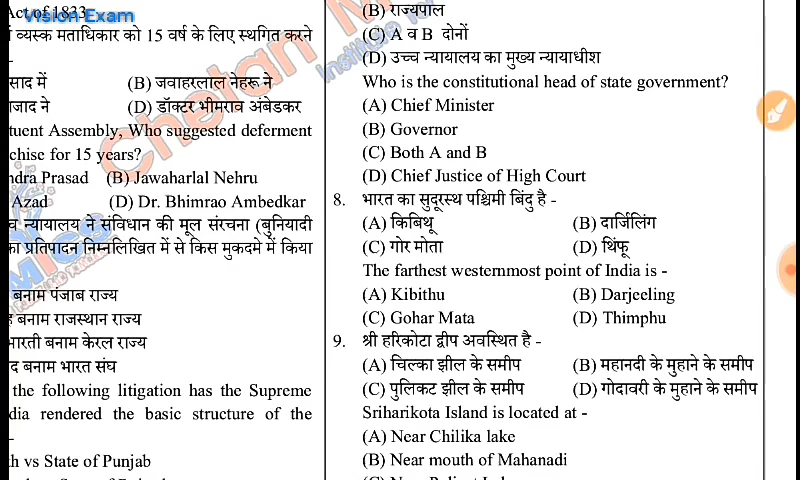 Act of 1833
Vision Exam
व्यस्क मताधिकार को 15 वर्ष के लिए स्थगित करने
-
साद में
(B) जवाहरलाल नेहरू ने
जाद ने
(D) डॉक्टर भीमराव अंबेडकर
tuent Assembly, Who suggested deferment
chise for 15 years?
ndra Prasad (B) Jawaharlal Nehru
Azad (D) Dr. Bhimrao Ambedkar
न्यायालय ने संविधान की मूल संरचना (बुनियादी
का प्रतिपादन निम्नलिखित में से किस मुकदमे में किया
बनाम पंजाब राज्य
बनाम राजस्थान राज्य
भारती बनाम केरल राज्य
द बनाम भारत संघ
the following litigation has the Supreme
dia rendered the basic structure of the
-
h vs State of Punjab
(B) राज्यपाल
(C) A व B दोनों
(D) उच्च न्यायालय का मुख्य न्यायाधीश
Who is the constitutional head of state government?
(A) Chief Minister
(B) Governor
(C) Both A and B
(D) Chief Justice of High Court
8. भारत का सुदूरस्थ पश्चिमी बिंदु है -
(A) किबिथू (B) दार्जिलिंग
(C) गोर मोता (D) थिंफू
The farthest westernmost point of India is -
(A) Kibithu (B) Darjeeling
(C) Gohar Mata (D) Thimphu
9. श्री हरिकोटा द्वीप अवस्थित है -
(A) चिल्का झील के समीप (B) महानदी के मुहाने के समीप
(C) पुलिकट झील के समीप (D) गोदावरी के मुहाने के समीप
Sriharikota Island is located at -
(A) Near Chilika lake
(B) Near mouth of Mahanadi